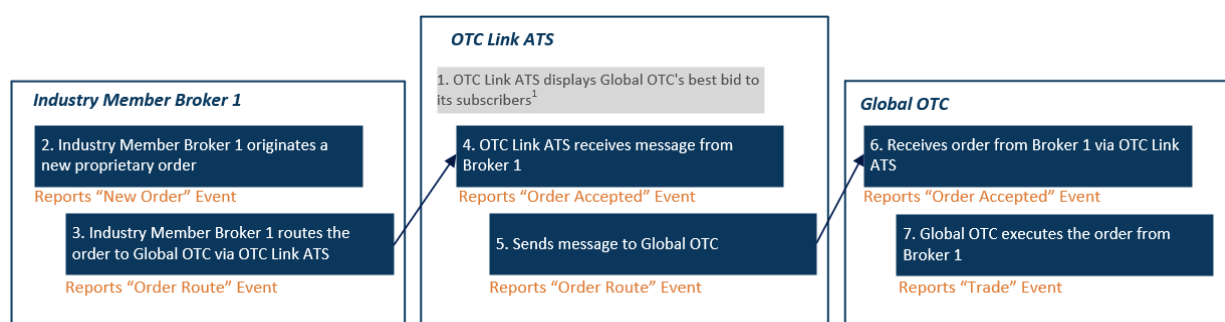 OTC Link ATS
1. OTC Link ATS displays Global OTC's best bid to
its subscribers1
Industry Member Broker 1
2. Industry Member Broker 1 originates a
new proprietary order
Reports “New Order” Event
3. Industry Member Broker 1 routes the
order to Global OTC via OTC Link ATS
Reports “Order Route” Event
4. OTC Link ATS receives message from
Broker 1
Reports “Order Accepted” Event
5. Sends message to Global OTC
Reports “Order Route” Event
Global OTC
6. Receives order from Broker 1 via OTC Link
ATS
Reports “Order Accepted” Event
7. Global OTC executes the order from
Broker 1
Reports “Trade” Event